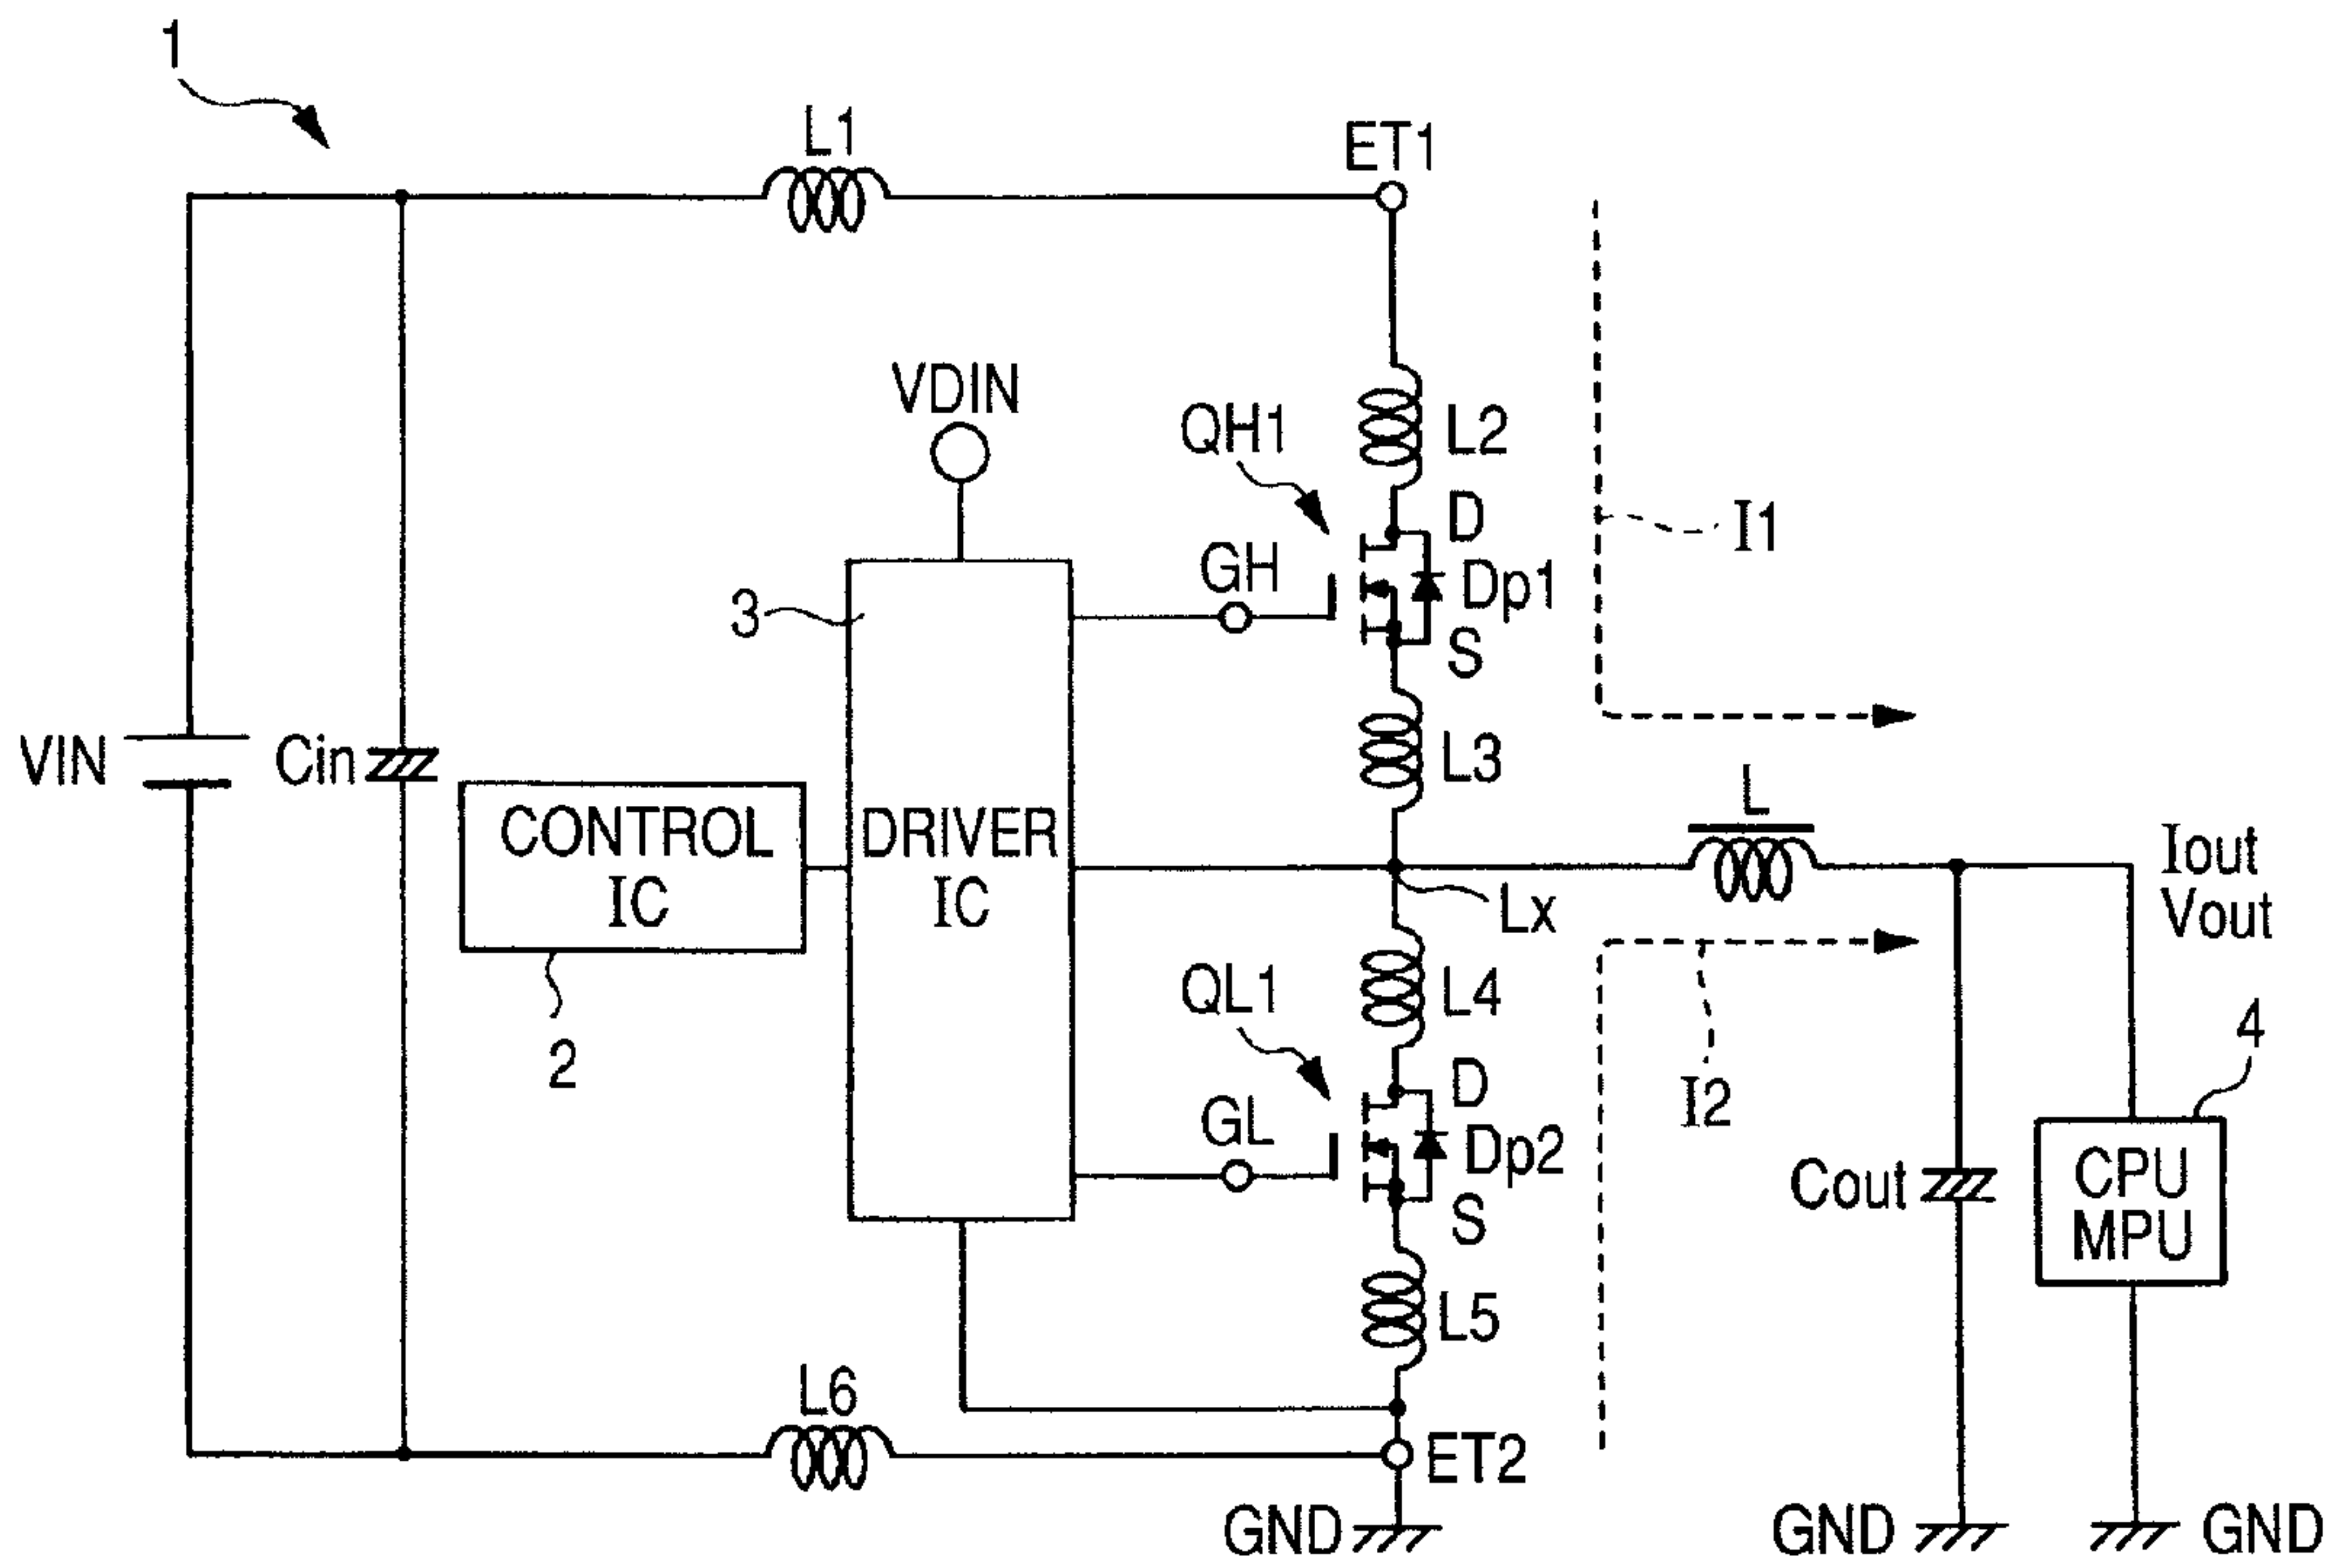 1
L1
ET1
VDIN
QH1
L2
D
I1
GH
Dp1
3
S
VIN
Cin
L3
L
CONTROL
IC
DRIVER
IC
Iout
Vout
Lx
QL1
L4
4
2
D
I2
GL
Dp2
Cout
CPU
MPU
S
L5
L6
ET2
GND
GND
GND